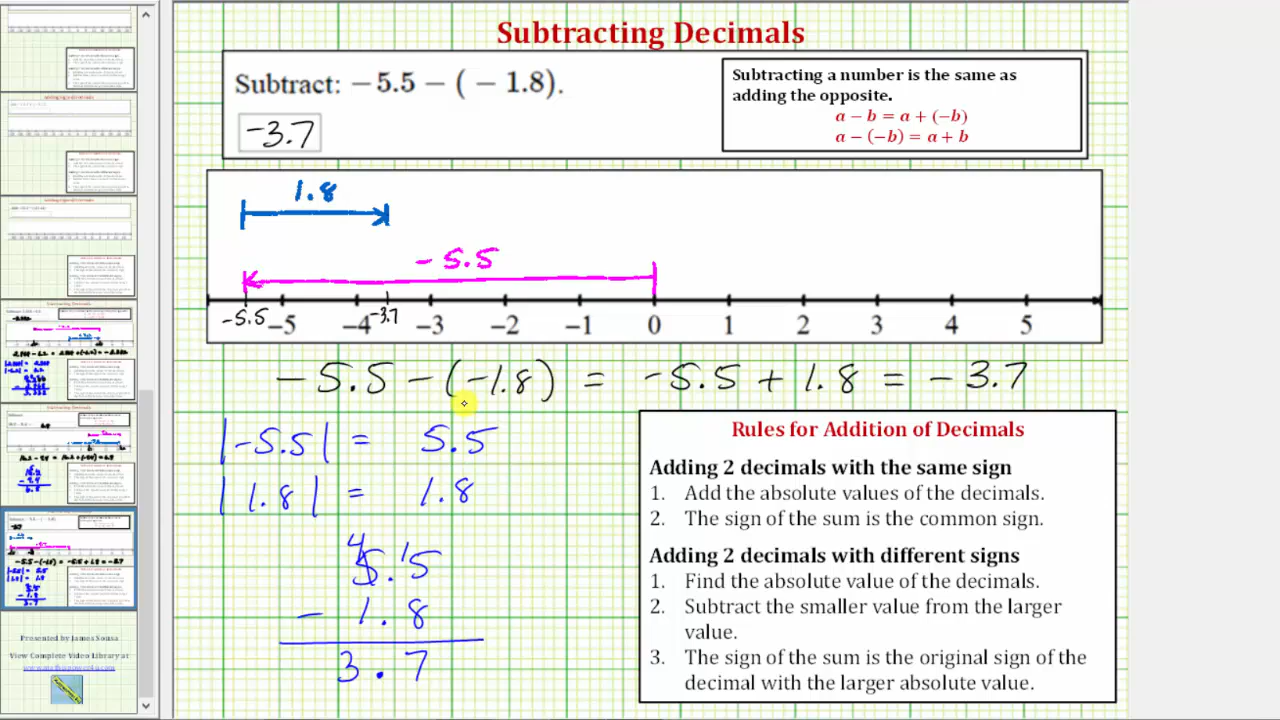 Subtracting Decimals
Subtract: −5.5 − ( − 1.8).
-3.7
Subtracting a number is the same as
adding the opposite.
a − b = a + (−b)
a − (−b) = a + b
1.8
-5.5
-5.5 −5 −4 -3.7 −3 −2 −1 0 1 2 3 4 5
-5.5 - (-1.8) = -5.5 + 1.8 = -3.7
|-5.5| = 5.5
|1.8| = 1.8
4 1
5.5
- 1.8
3.7
Rules for Addition of Decimals
Adding 2 decimals with the same sign
1. Add the absolute values of the decimals.
2. The sign of the sum is the common sign.
Adding 2 decimals with different signs
1. Find the absolute value of the decimals.
2. Subtract the smaller value from the larger
value.
3. The sign of the sum is the original sign of the
decimal with the larger absolute value.
Presented by James Sousa
View Complete Video Library at
www.mathispower4u.com